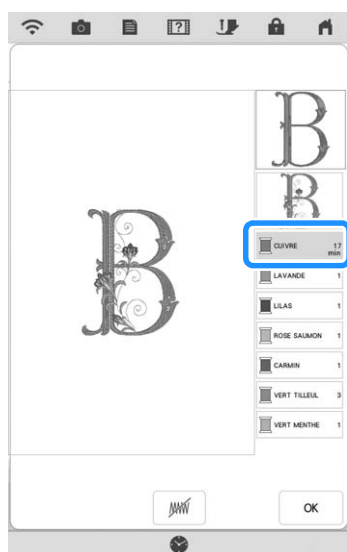 B
B
B
CUIVRE 17
min
LAVANDE 1
LILAS 1
ROSE SAUMON 1
CARMIN 1
VERT TILLEUL 3
VERT MENTHE 1
OK